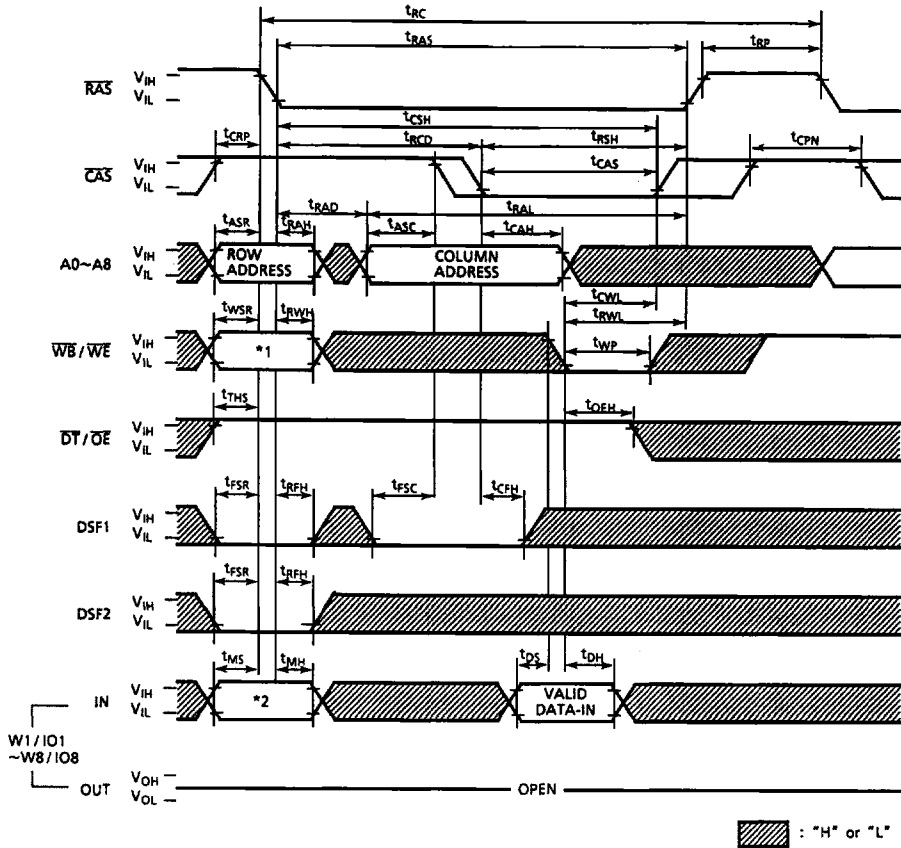 tRC
tRAS
tRP
RAS
VIH
VIL
tCSH
tCRP
tRCD
tRSH
tCPN
CAS
VIH
VIL
tCAS
tRAD
tRAL
tASR
tRAH
tASC
tCAH
A0~A8
VIH
VIL
ROW
ADDRESS
COLUMN
ADDRESS
tCWL
tRWL
tWSR
tRWH
WB/WE
VIH
VIL
*1
tWP
tTHS
tOEH
DT/OE
VIH
VIL
tFSR
tRFH
tFSC
tCFH
DSF1
VIH
VIL
tFSR
tRFH
DSF2
VIH
VIL
tMS
tMH
tDS
tDH
IN
VIH
VIL
*2
VALID
DATA-IN
W1/IO1
~W8/IO8
OUT
VOH
VOL
OPEN
: "H" or "L"